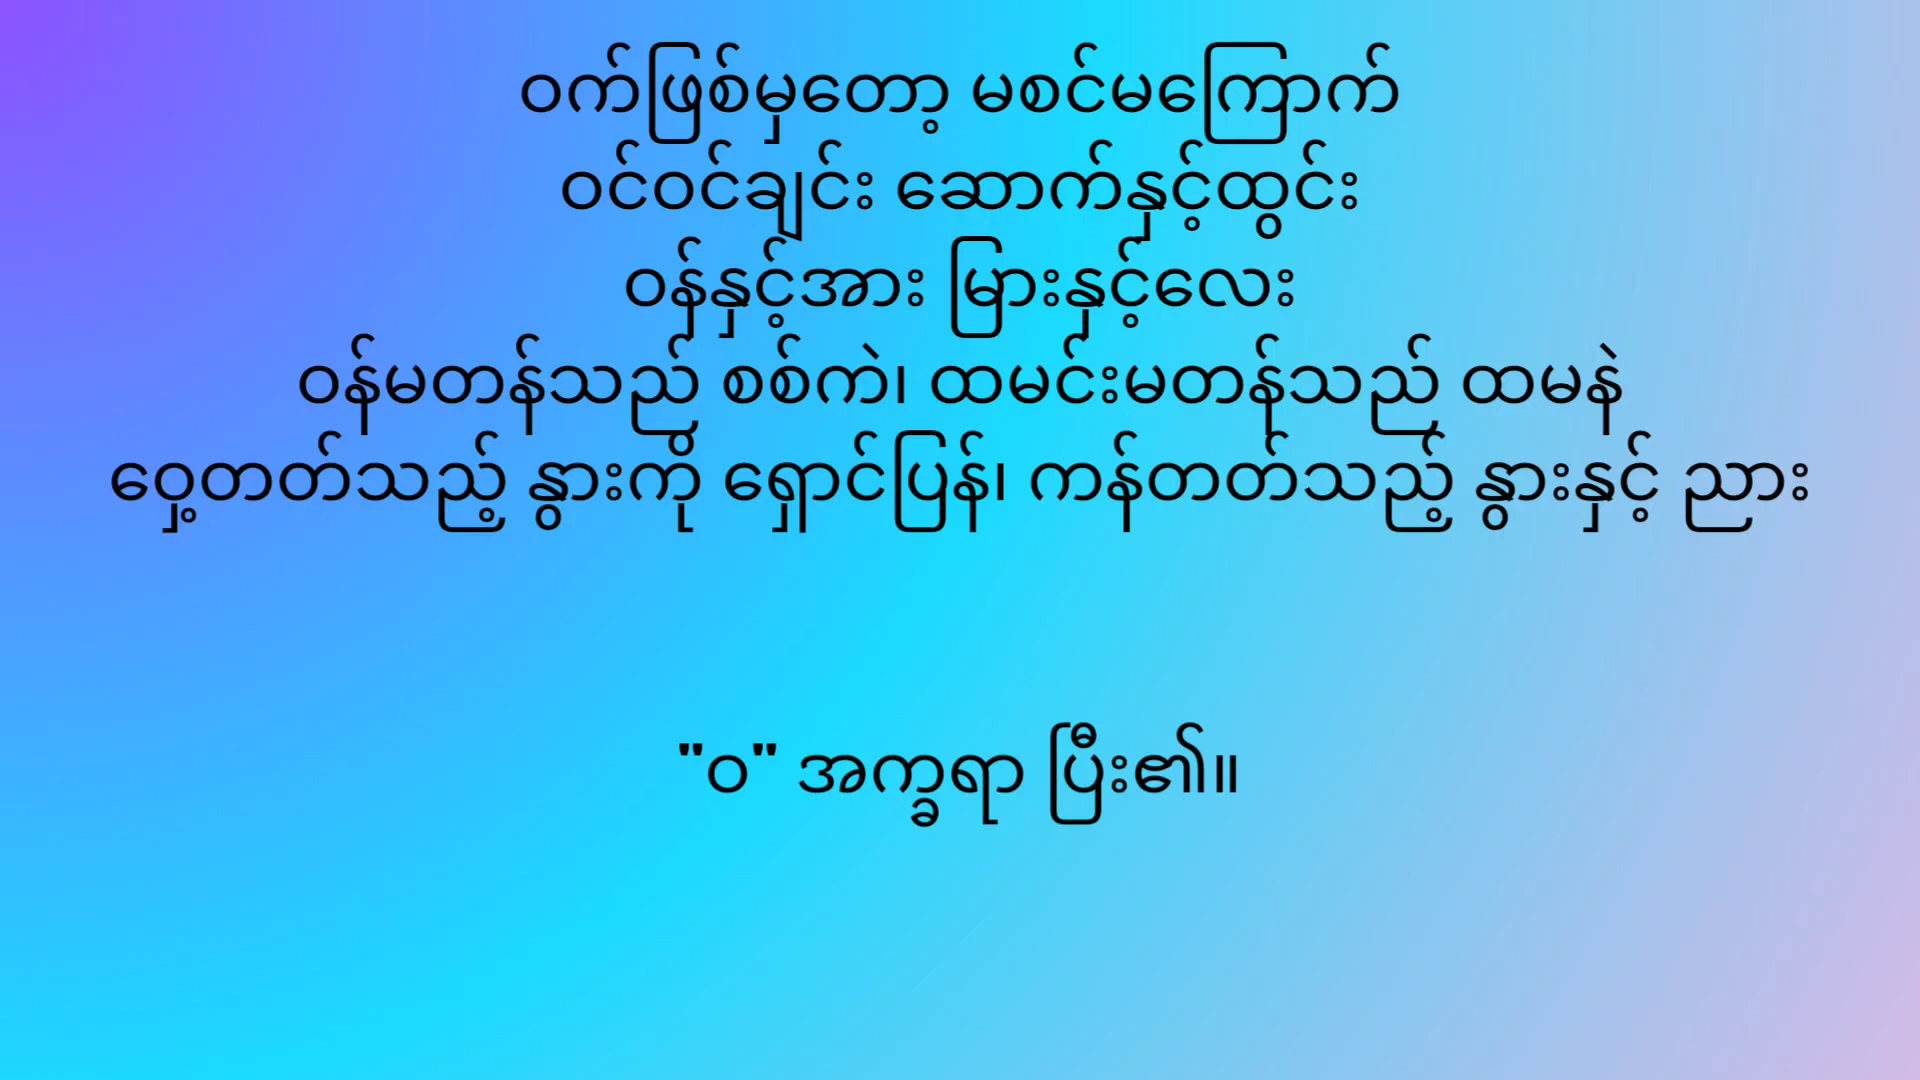 ဝက်ဖြစ်မှတော့ မစင်မကြောက်
ဝင်ဝင်ချင်း ဆောက်နှင့်ထွင်း
ဝန်နှင့်အား မြားနှင့်လေး
ဝန်မတန်သည် စစ်ကဲ၊ ထမင်းမတန်သည် ထမနဲ
ဝှေ့တတ်သည့် နွားကို ရှောင်ပြန်၊ ကန်တတ်သည့် နွားနှင့် ညား
"ဝ" အက္ခရာ ပြီး၏။